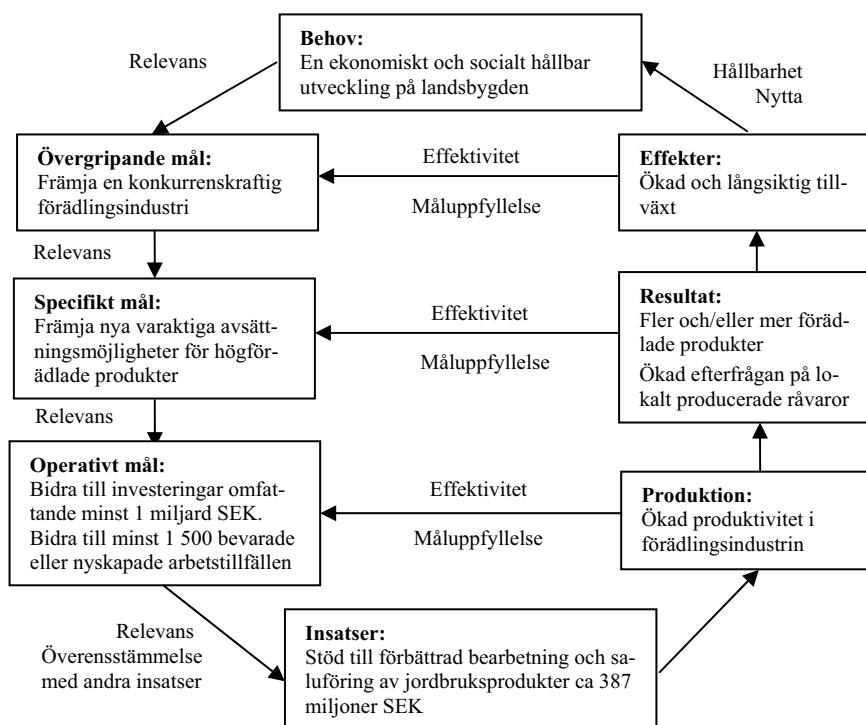 Behov:
En ekonomiskt och socialt hållbar
utveckling på landsbygden
Relevans
Hållbarhet
Nytta
Övergripande mål:
Främja en konkurrenskraftig
förädlingsindustri
Effektivitet
Måluppfyllelse
Effekter:
Ökad och långsiktig till-
växt
Relevans
Specifikt mål:
Främja nya varaktiga avsätt-
ningsmöjligheter för högför-
ädlade produkter
Effektivitet
Måluppfyllelse
Resultat:
Fler och/eller mer föräd-
lade produkter
Ökad efterfrågan på lo-
kalt producerade råvaror
Relevans
Operativt mål:
Bidra till investeringar omfat-
tande minst 1 miljard SEK.
Bidra till minst 1 500 bevarade
eller nyskapade arbetstillfällen
Effektivitet
Måluppfyllelse
Produktion:
Ökad produktivitet i
förädlingsindustrin
Relevans
Överensstämmelse
med andra insatser
Insatser:
Stöd till förbättrad bearbetning och sa-
luföring av jordbruksprodukter ca 387
miljoner SEK